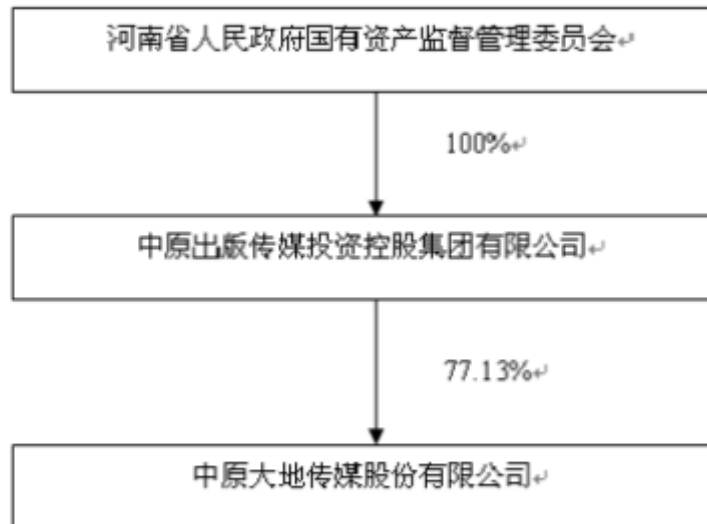 河南省人民政府国有资产监督管理委员会
100%
中原出版传媒投资控股集团有限公司
77.13%
中原大地传媒股份有限公司